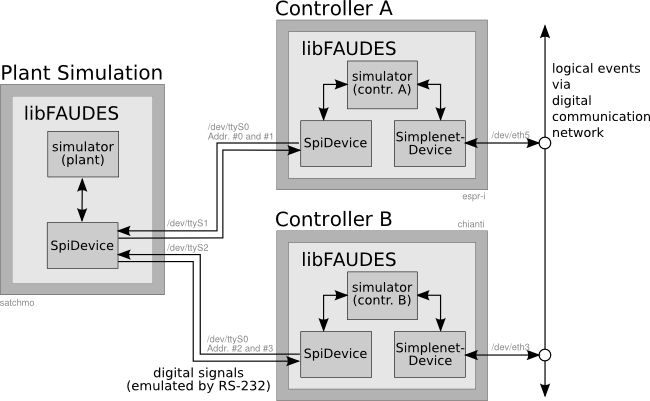 Controller A
libFAUDES
simulator
(contr. A)
SpiDevice
Simplenet-
Device
/dev/eth5
espr-i
logical events
via
digital
communication
network
Plant Simulation
libFAUDES
simulator
(plant)
SpiDevice
satchmo
/dev/ttyS0
Addr. #0 and #1
/dev/ttyS1
/dev/ttyS2
/dev/ttyS0
Addr. #2 and #3
digital signals
(emulated by RS-232)
Controller B
chianti
libFAUDES
simulator
(contr. B)
SpiDevice
Simplenet-
Device
/dev/eth3